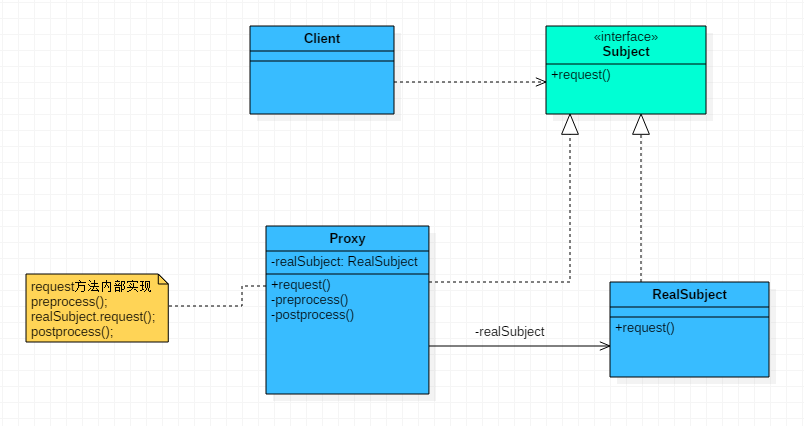 Client
«interface»
Subject
+request()
Proxy
-realSubject: RealSubject
+request()
-preprocess()
-postprocess()
request方法内部实现
preprocess();
realSubject.request();
postprocess();
-realSubject
RealSubject
+request()